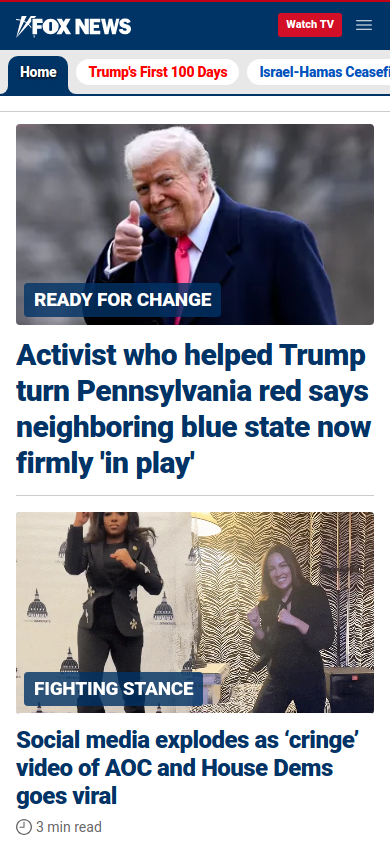 FOX NEWS
Watch TV
Home
Trump's First 100 Days
Israel-Hamas
READY FOR CHANGE
Activist who helped Trump
turn Pennsylvania red says
neighboring blue state now
firmly 'in play'
FIGHTING STANCE
Social media explodes as ‘cringe’
video of AOC and House Dems
goes viral
3 min read